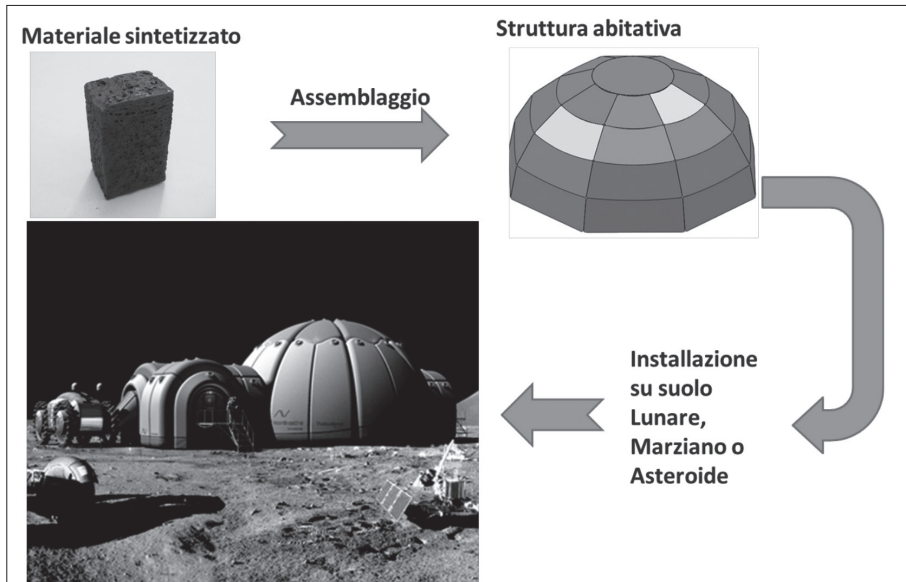 Materiale sintetizzato
Assemblaggio
Struttura abitativa
Installazione
su suolo
Lunare,
Marziano o
Asteroide